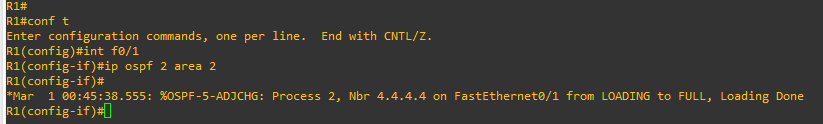 R1#
R1#conf t
Enter configuration commands, one per line.  End with CNTL/Z.
R1(config)#int f0/1
R1(config-if)#ip ospf 2 area 2
R1(config-if)#
*Mar  1 00:45:38.555: %OSPF-5-ADJCHG: Process 2, Nbr 4.4.4.4 on FastEthernet0/1 from LOADING to FULL, Loading Done
R1(config-if)#